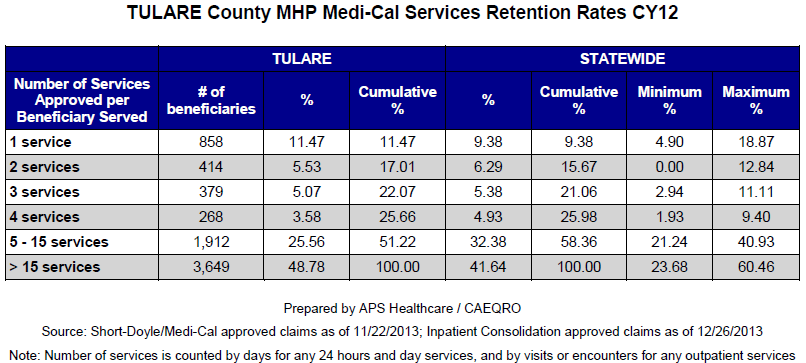 TULARE County MHP Medi-Cal Services Retention Rates CY12
TULARE STATEWIDE
Number of Services Approved per Beneficiary Served # of beneficiaries % Cumulative % % Cumulative % Minimum % Maximum %
1 service 858 11.47 11.47 9.38 9.38 4.90 18.87
2 services 414 5.53 17.01 6.29 15.67 0.00 12.84
3 services 379 5.07 22.07 5.38 21.06 2.94 11.11
4 services 268 3.58 25.66 4.93 25.98 1.93 9.40
5 - 15 services 1,912 25.56 51.22 32.38 58.36 21.24 40.93
> 15 services 3,649 48.78 100.00 41.64 100.00 23.68 60.46
Prepared by APS Healthcare / CAEQRO
Source: Short-Doyle/Medi-Cal approved claims as of 11/22/2013; Inpatient Consolidation approved claims as of 12/26/2013
Note: Number of services is counted by days for any 24 hours and day services, and by visits or encounters for any outpatient services